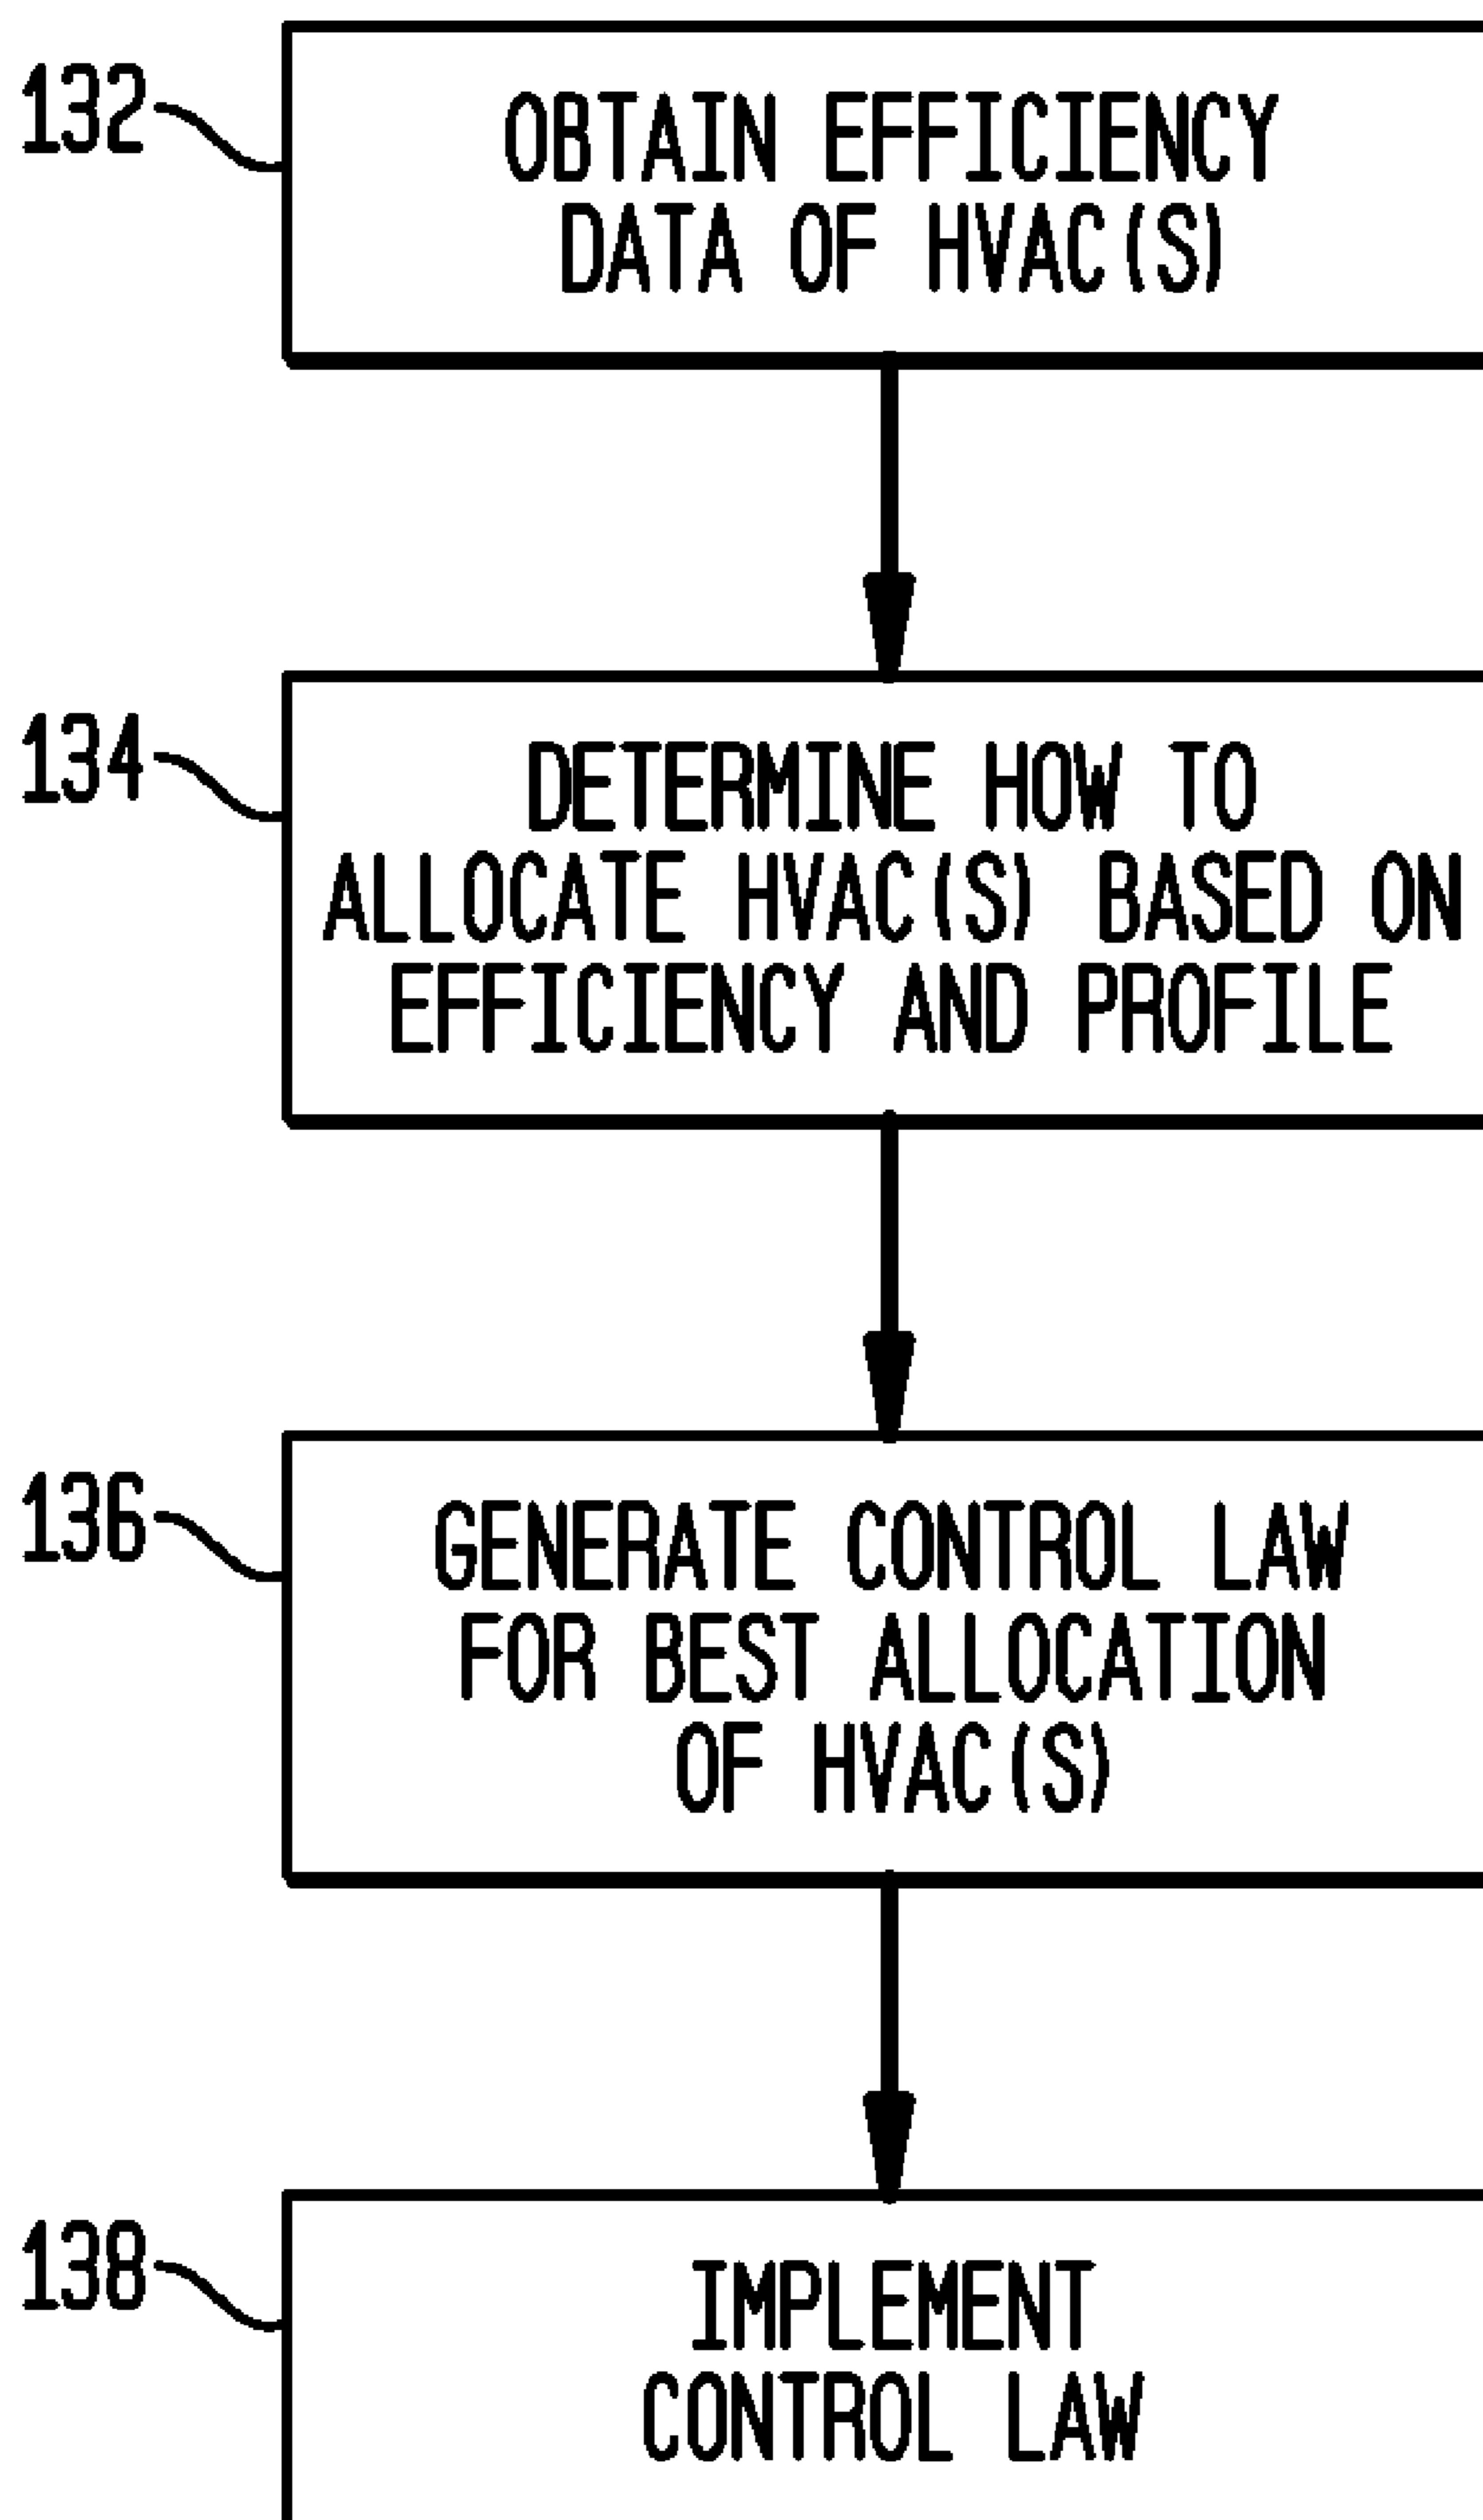 132
OBTAIN EFFICIENCY
DATA OF HVAC(S)
134
DETERMINE HOW TO
ALLOCATE HVAC(S) BASED ON
EFFICIENCY AND PROFILE
136
GENERATE CONTROL LAW
FOR BEST ALLOCATION
OF HVAC(S)
138
IMPLEMENT
CONTROL LAW